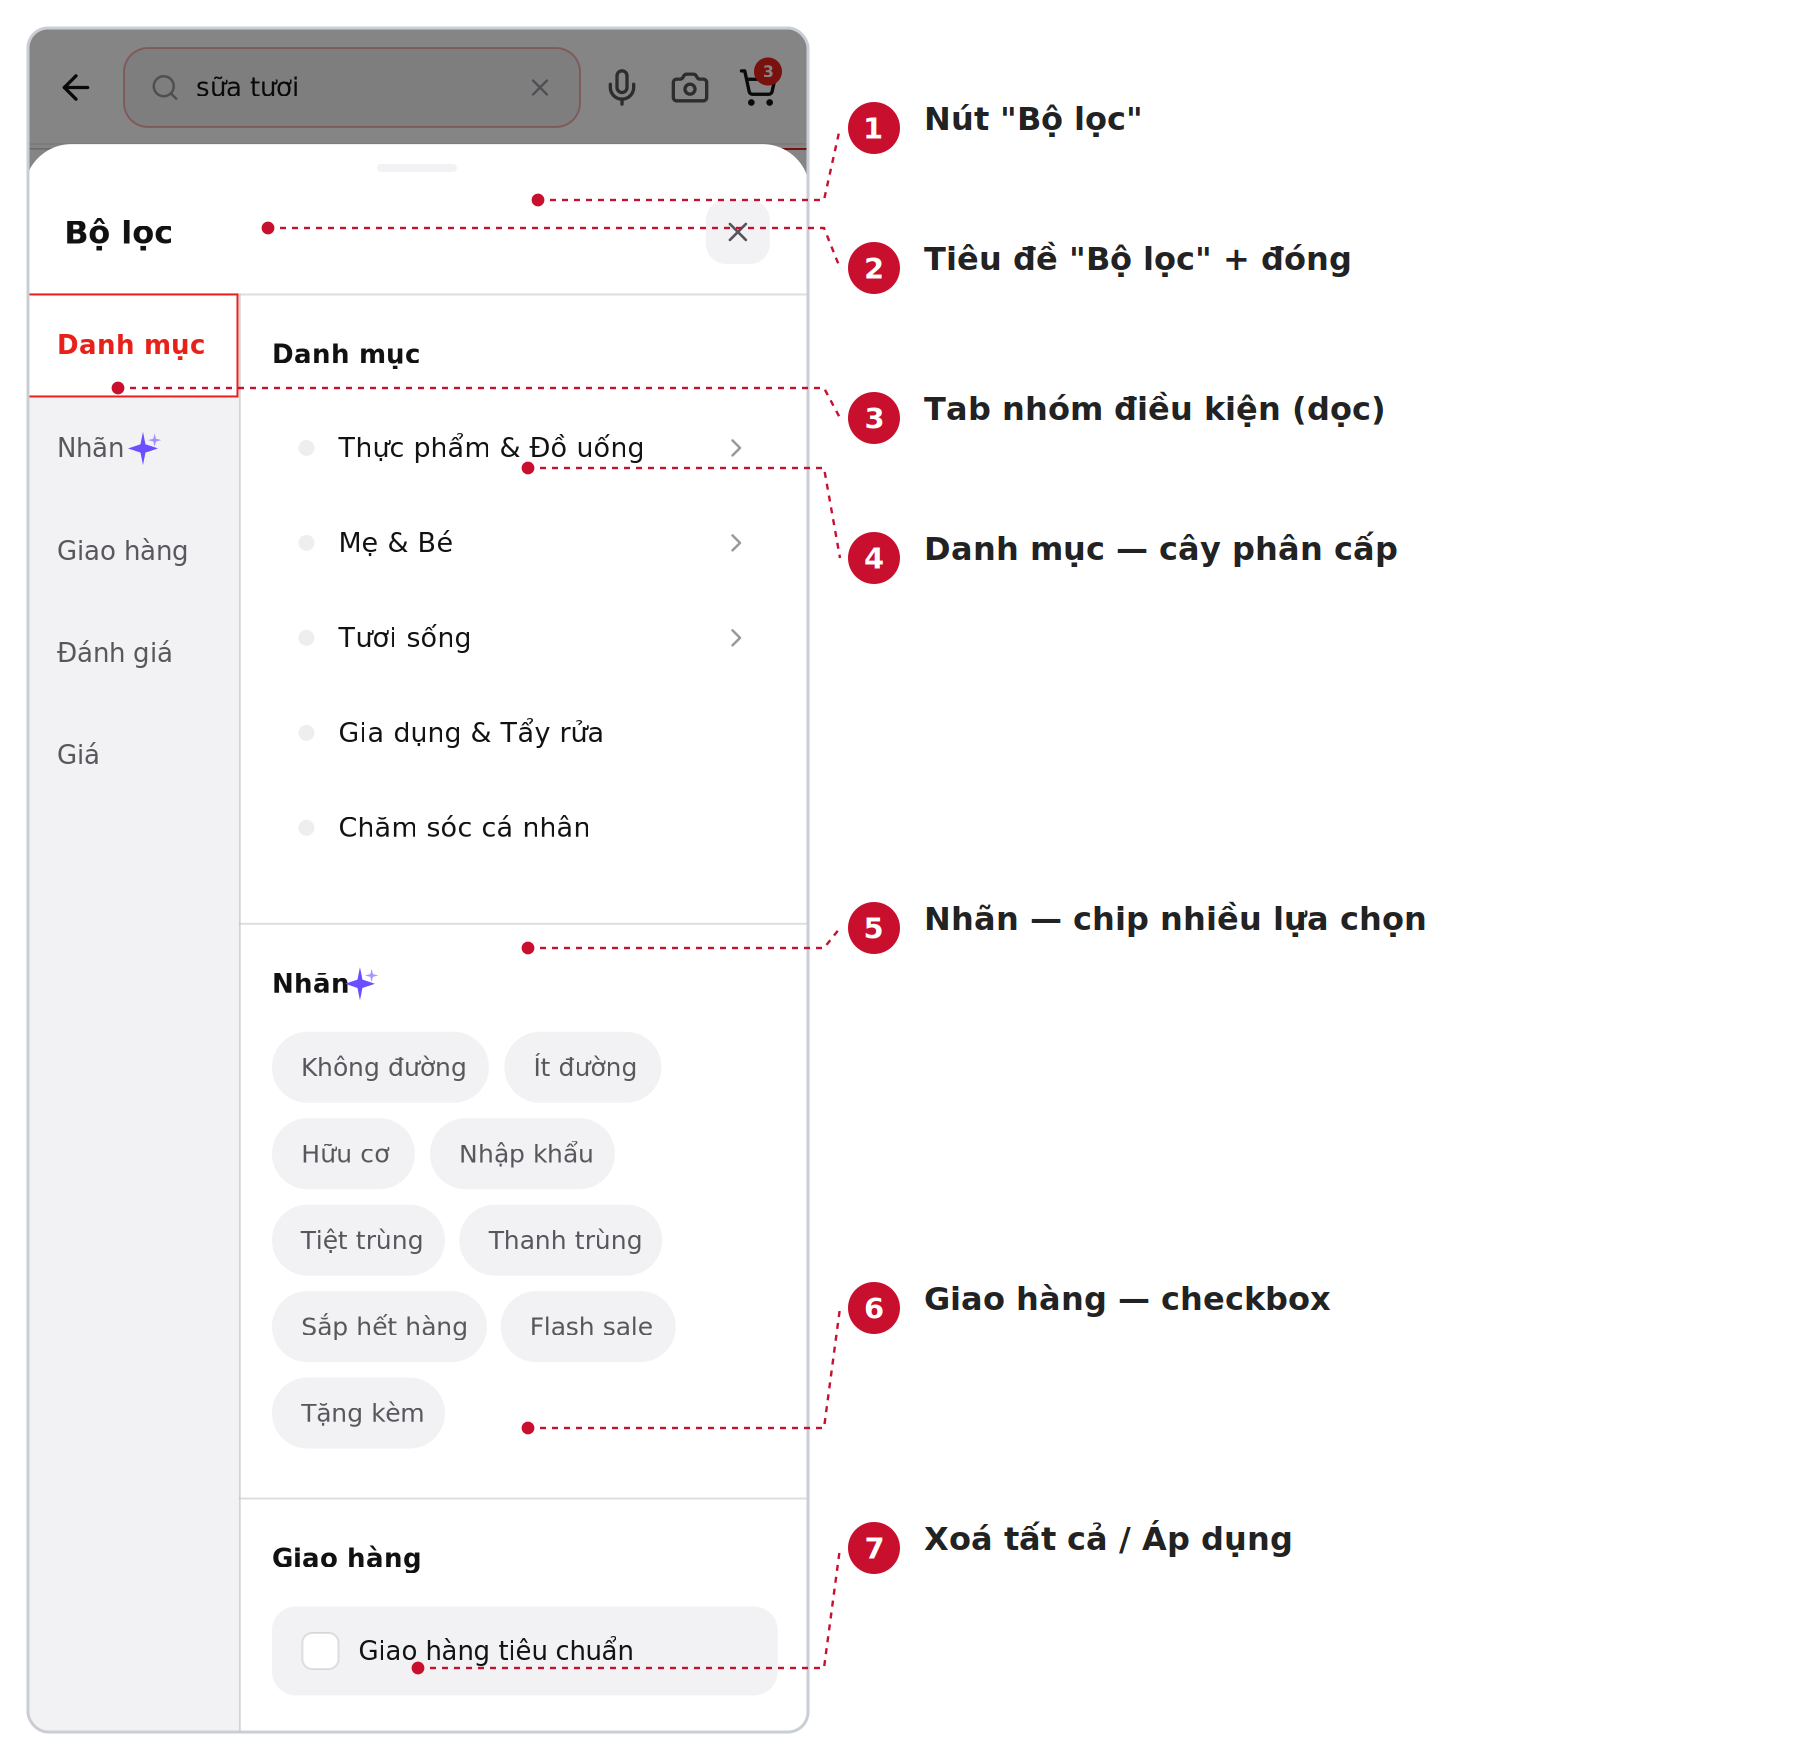 sữa tươi
3
Bộ lọc
Danh mục
Nhãn
Giao hàng
Đánh giá
Giá
Danh mục
Thực phẩm & Đồ uống
Mẹ & Bé
Tươi sống
Gia dụng & Tẩy rửa
Chăm sóc cá nhân
Nhãn
Không đường
Ít đường
Hữu cơ
Nhập khẩu
Tiệt trùng
Thanh trùng
Sắp hết hàng
Flash sale
Tặng kèm
Giao hàng
Giao hàng tiêu chuẩn
1 Nút "Bộ lọc"
2 Tiêu đề "Bộ lọc" + đóng
3 Tab nhóm điều kiện (dọc)
4 Danh mục — cây phân cấp
5 Nhãn — chip nhiều lựa chọn
6 Giao hàng — checkbox
7 Xoá tất cả / Áp dụng